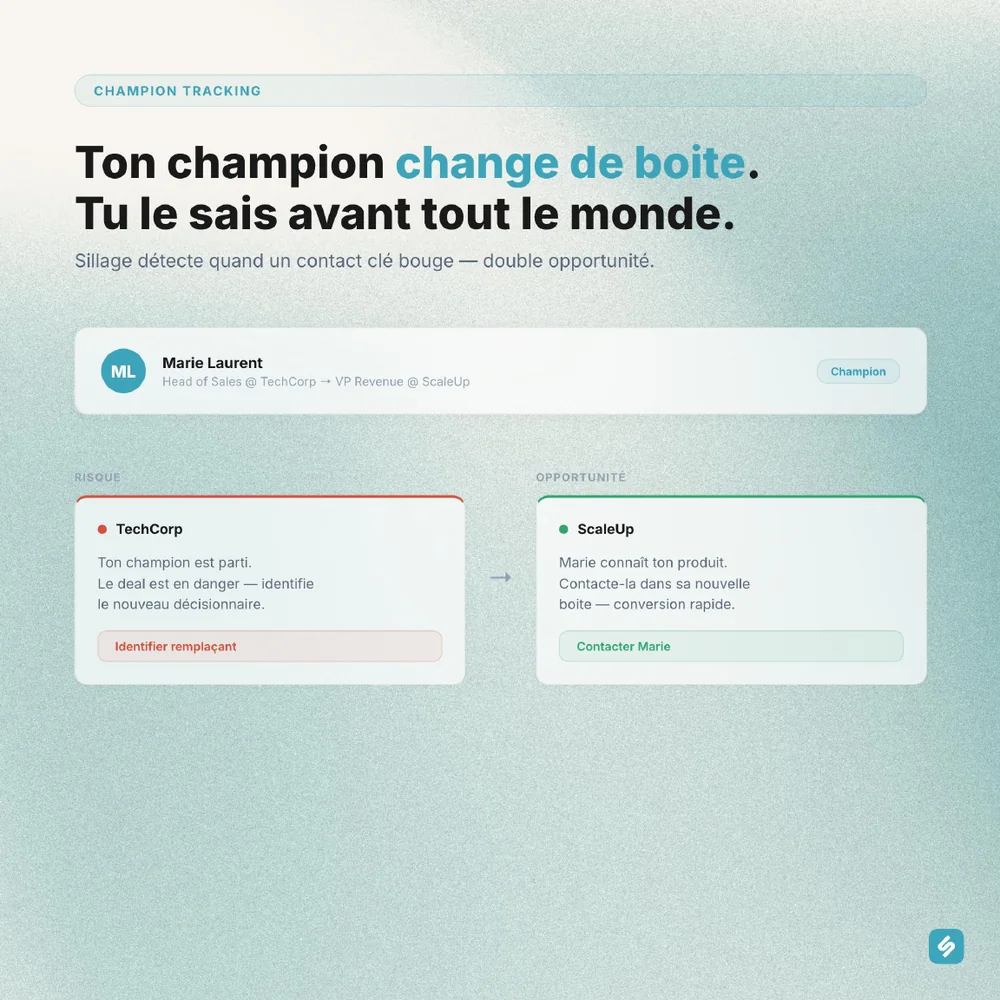 CHAMPION TRACKING
Ton champion change de boite.
Tu le sais avant tout le monde.
Sillage détecte quand un contact clé bouge — double opportunité.
ML
Marie Laurent
Head of Sales @ TechCorp → VP Revenue @ ScaleUp
Champion
RISQUE
TechCorp
Ton champion est parti.
Le deal est en danger — identifie
le nouveau décisionnaire.
Identifier remplaçant
→
OPPORTUNITÉ
ScaleUp
Marie connaît ton produit.
Contacte-la dans sa nouvelle
boite — conversion rapide.
Contacter Marie